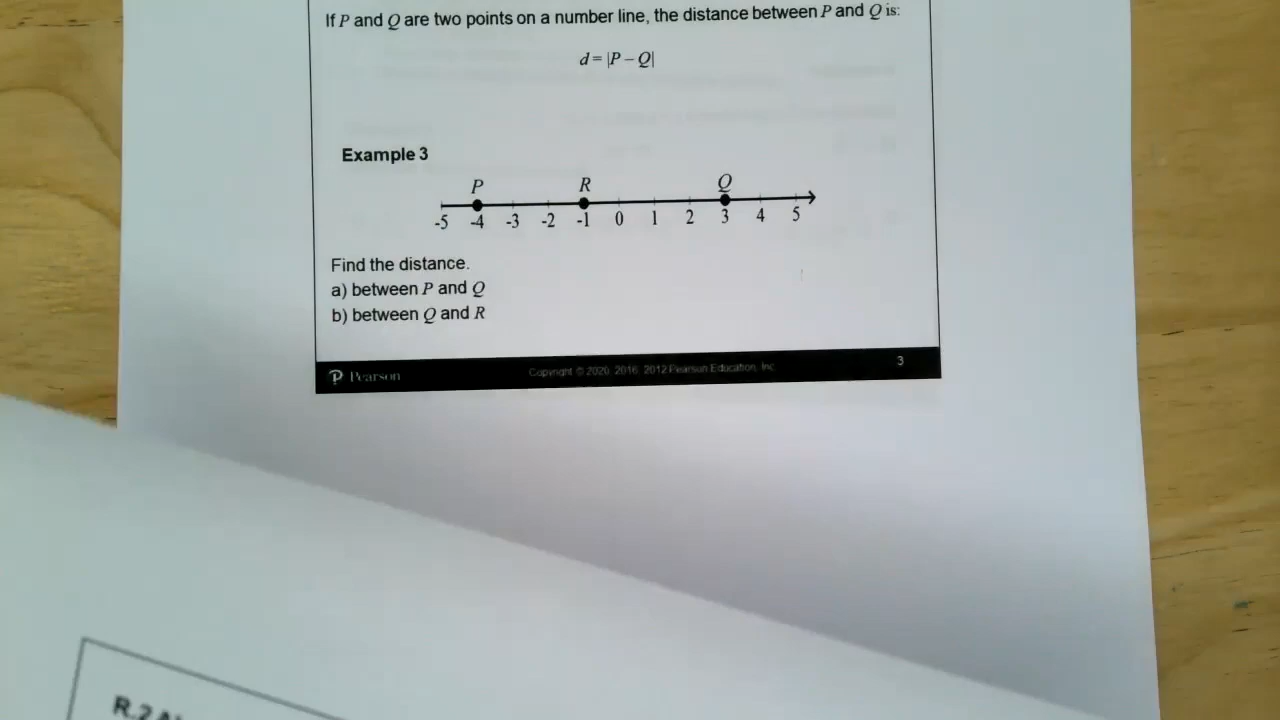 If P and Q are two points on a number line, the distance between P and Q is:
d = |P – Q|
Example 3
P R Q
-5 -4 -3 -2 -1 0 1 2 3 4 5
Find the distance.
a) between P and Q
b) between Q and R
Pearson
Copyright © 2020, 2016, 2012 Pearson Education, Inc.
3
R.2